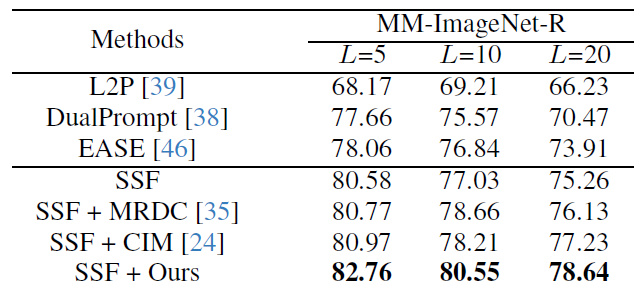 Methods MM-ImageNet-R
L=5 L=10 L=20
L2P [39] 68.17 69.21 66.23
DualPrompt [38] 77.66 75.57 70.47
EASE [46] 78.06 76.84 73.91
SSF 80.58 77.03 75.26
SSF + MRDC [35] 80.77 78.66 76.13
SSF + CIM [24] 80.97 78.21 77.23
SSF + Ours 82.76 80.55 78.64